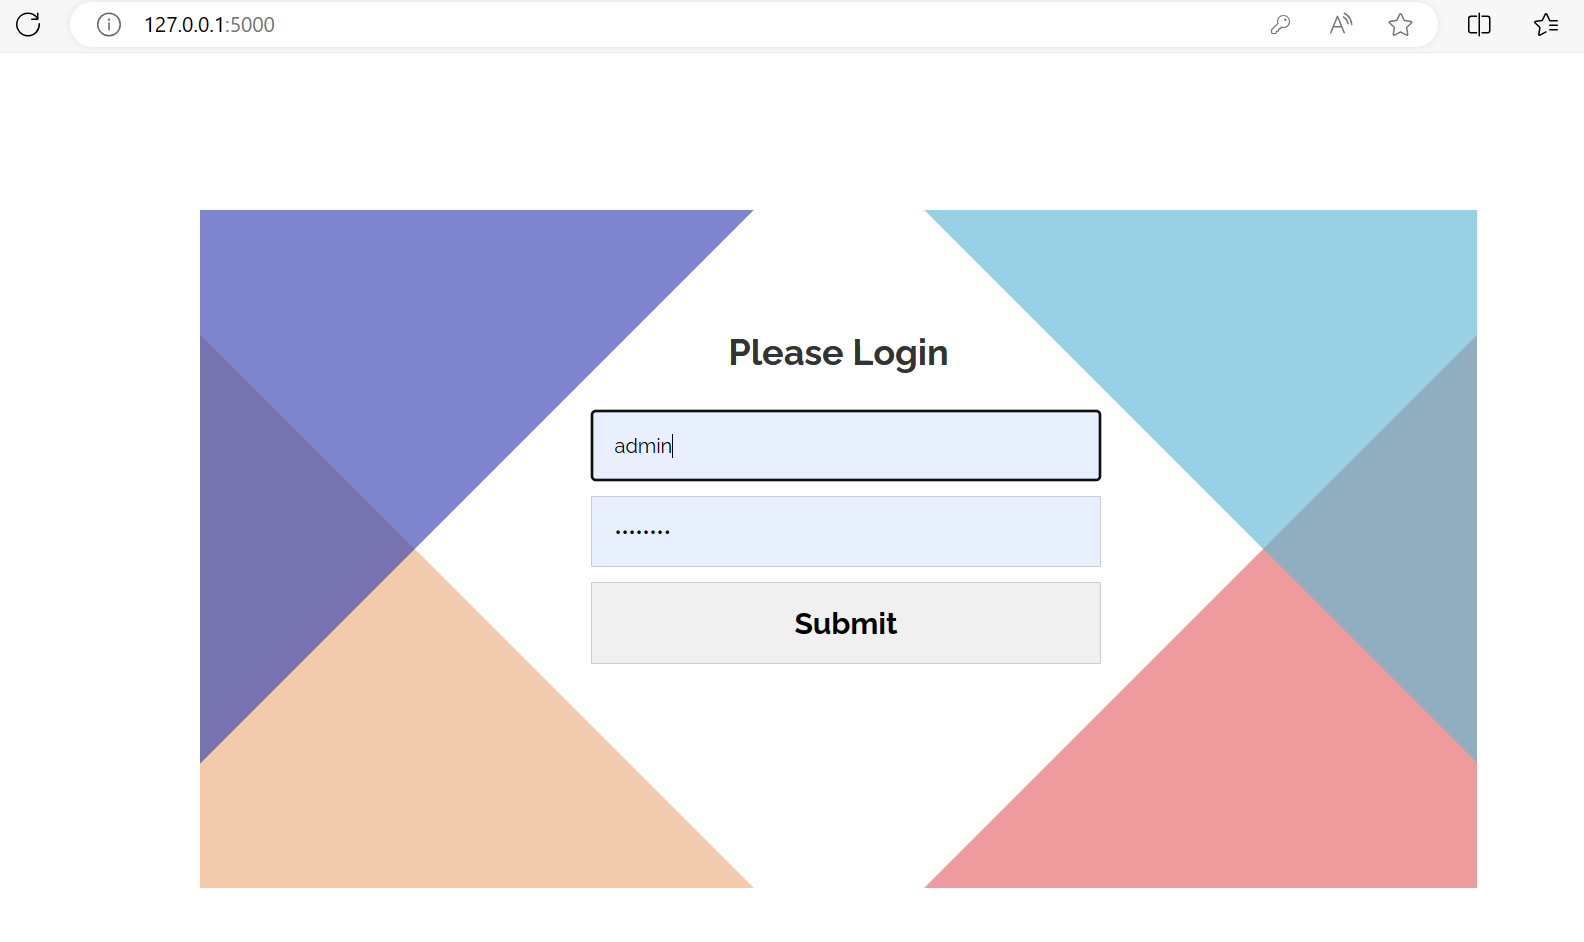 127.0.0.1:5000
Please Login
admin
••••••••
Submit